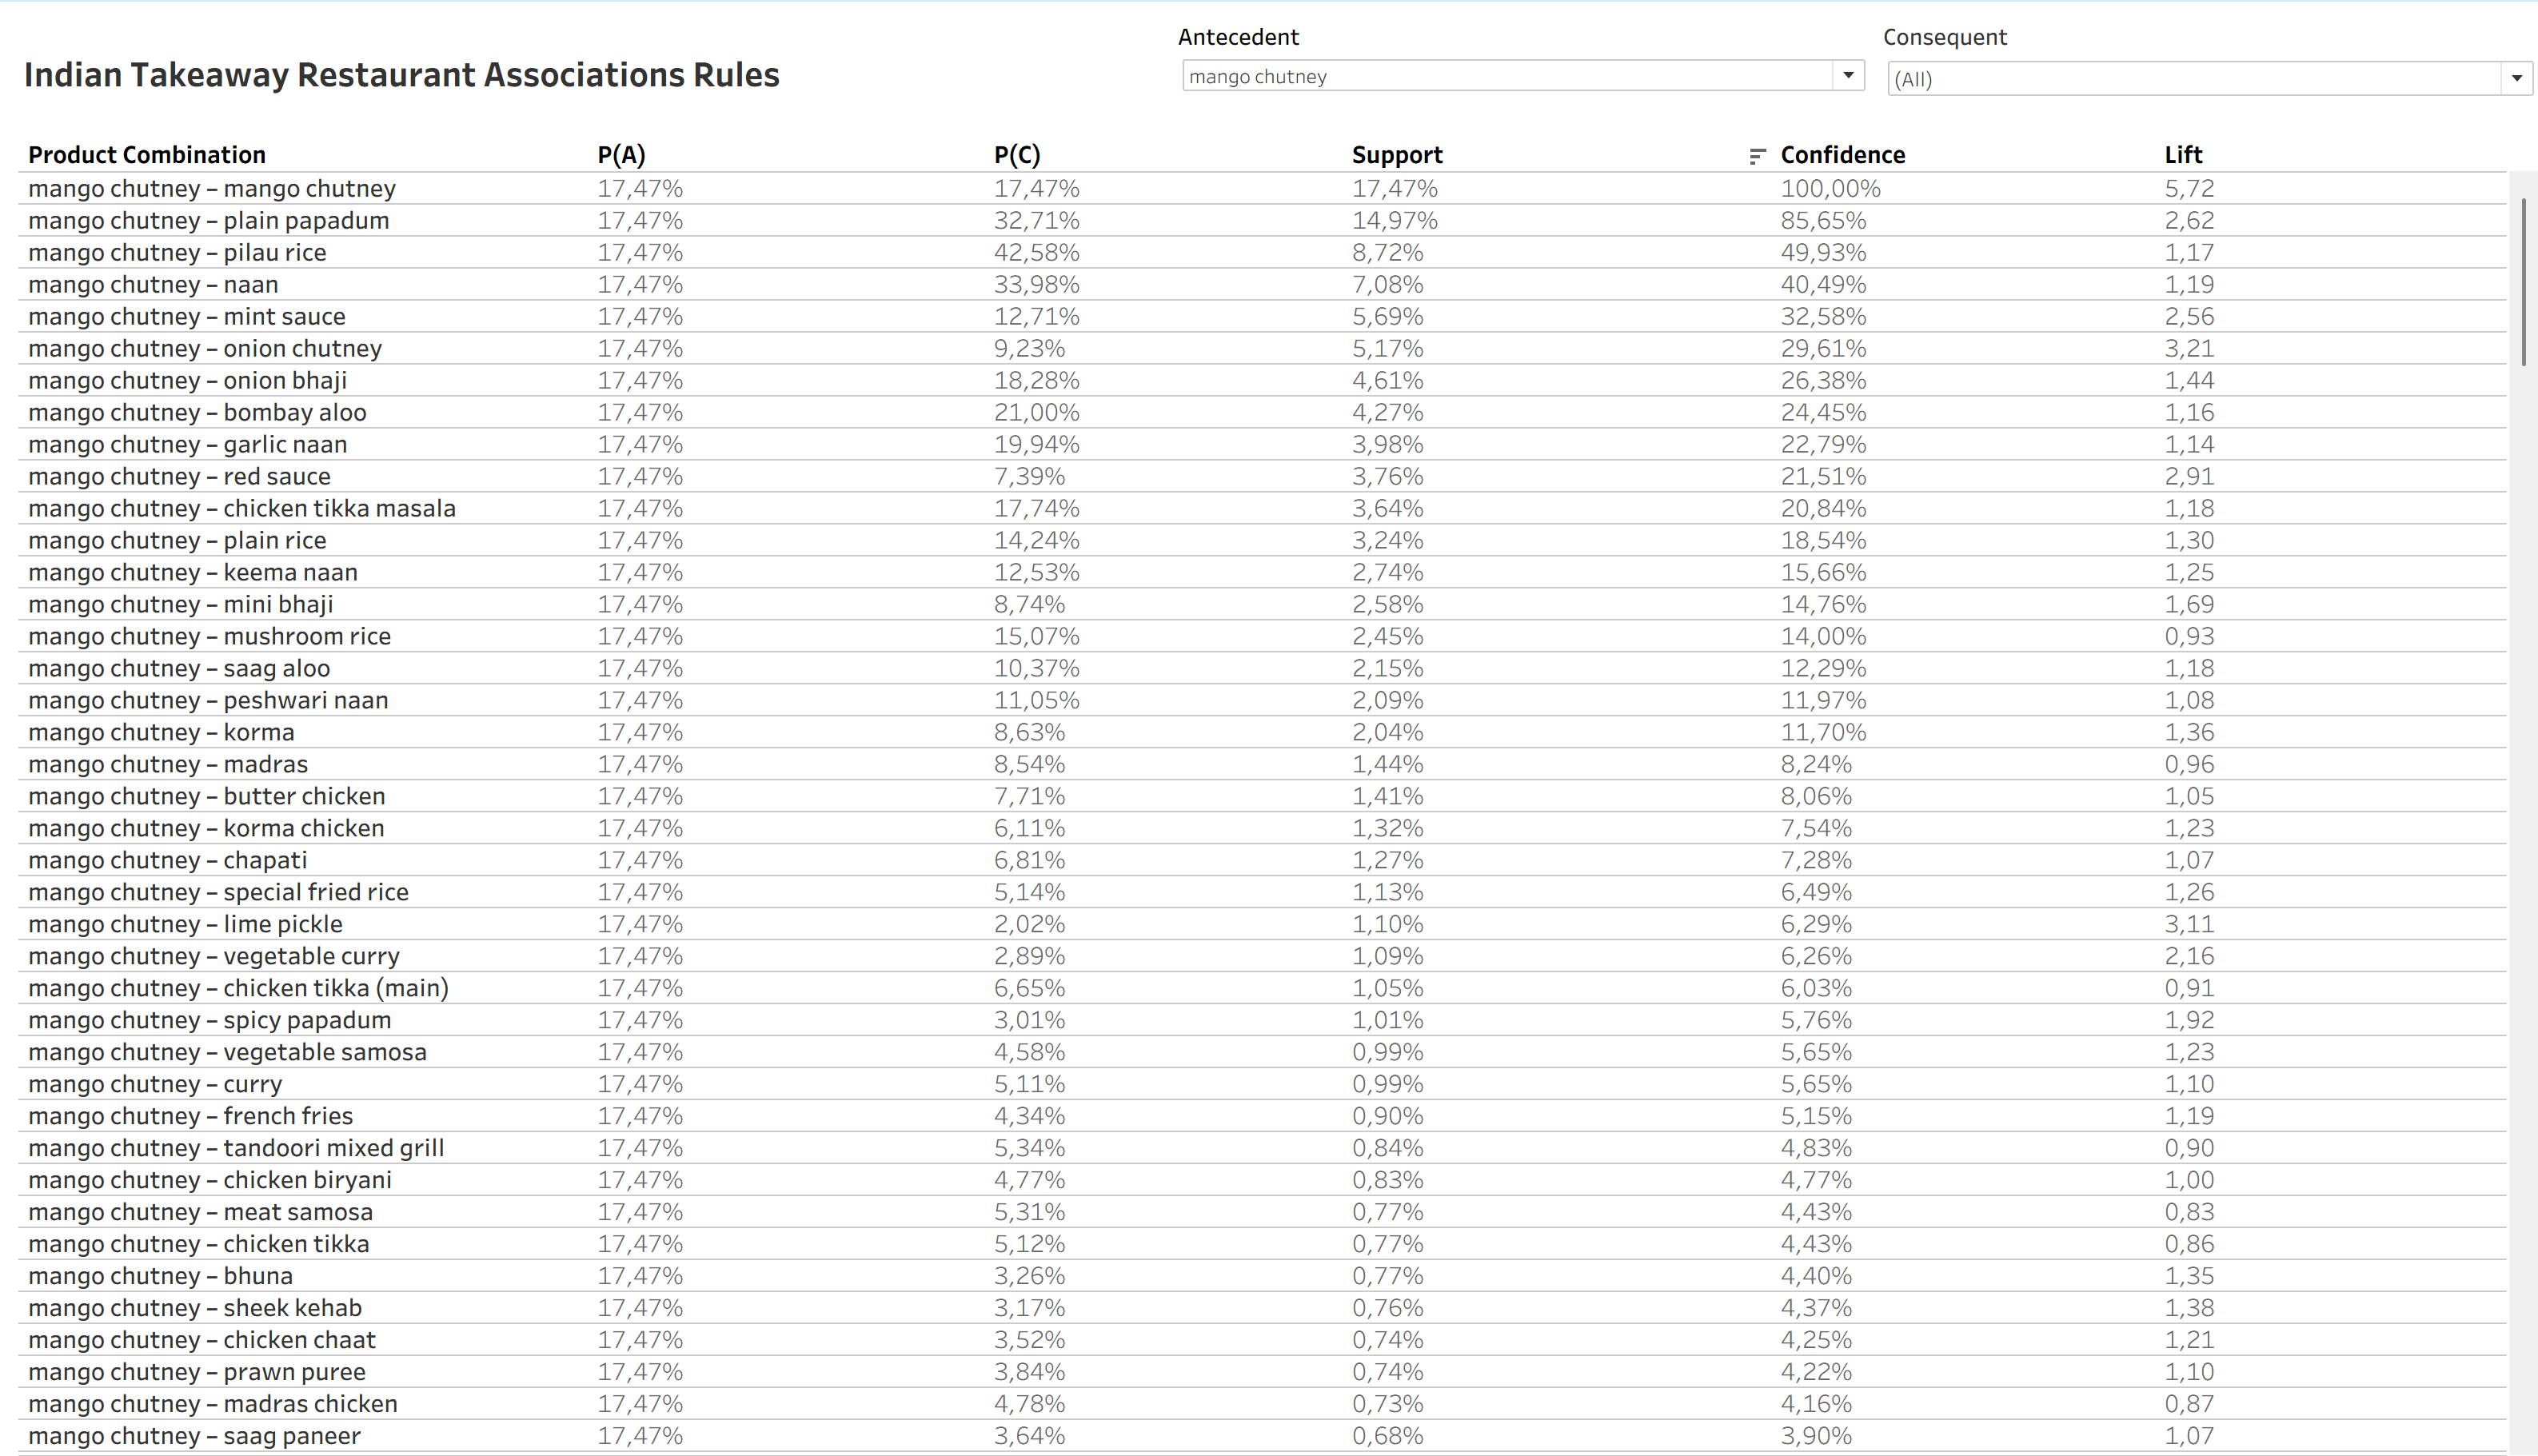 Antecedent Consequent
Indian Takeaway Restaurant Associations Rules mango chutney (All)
Product Combination P(A) P(C) Support Confidence Lift
mango chutney – mango chutney 17,47% 17,47% 17,47% 100,00% 5,72
mango chutney – plain papadum 17,47% 32,71% 14,97% 85,65% 2,62
mango chutney – pilau rice 17,47% 42,58% 8,72% 49,93% 1,17
mango chutney – naan 17,47% 33,98% 7,08% 40,49% 1,19
mango chutney – mint sauce 17,47% 12,71% 5,69% 32,58% 2,56
mango chutney – onion chutney 17,47% 9,23% 5,17% 29,61% 3,21
mango chutney – onion bhaji 17,47% 18,28% 4,61% 26,38% 1,44
mango chutney – bombay aloo 17,47% 21,00% 4,27% 24,45% 1,16
mango chutney – garlic naan 17,47% 19,94% 3,98% 22,79% 1,14
mango chutney – red sauce 17,47% 7,39% 3,76% 21,51% 2,91
mango chutney – chicken tikka masala 17,47% 17,74% 3,64% 20,84% 1,18
mango chutney – plain rice 17,47% 14,24% 3,24% 18,54% 1,30
mango chutney – keema naan 17,47% 12,53% 2,74% 15,66% 1,25
mango chutney – mini bhaji 17,47% 8,74% 2,58% 14,76% 1,69
mango chutney – mushroom rice 17,47% 15,07% 2,45% 14,00% 0,93
mango chutney – saag aloo 17,47% 10,37% 2,15% 12,29% 1,18
mango chutney – peshwari naan 17,47% 11,05% 2,09% 11,97% 1,08
mango chutney – korma 17,47% 8,63% 2,04% 11,70% 1,36
mango chutney – madras 17,47% 8,54% 1,44% 8,24% 0,96
mango chutney – butter chicken 17,47% 7,71% 1,41% 8,06% 1,05
mango chutney – korma chicken 17,47% 6,11% 1,32% 7,54% 1,23
mango chutney – chapati 17,47% 6,81% 1,27% 7,28% 1,07
mango chutney – special fried rice 17,47% 5,14% 1,13% 6,49% 1,26
mango chutney – lime pickle 17,47% 2,02% 1,10% 6,29% 3,11
mango chutney – vegetable curry 17,47% 2,89% 1,09% 6,26% 2,16
mango chutney – chicken tikka (main) 17,47% 6,65% 1,05% 6,03% 0,91
mango chutney – spicy papadum 17,47% 3,01% 1,01% 5,76% 1,92
mango chutney – vegetable samosa 17,47% 4,58% 0,99% 5,65% 1,23
mango chutney – curry 17,47% 5,11% 0,99% 5,65% 1,10
mango chutney – french fries 17,47% 4,34% 0,90% 5,15% 1,19
mango chutney – tandoori mixed grill 17,47% 5,34% 0,84% 4,83% 0,90
mango chutney – chicken biryani 17,47% 4,77% 0,83% 4,77% 1,00
mango chutney – meat samosa 17,47% 5,31% 0,77% 4,43% 0,83
mango chutney – chicken tikka 17,47% 5,12% 0,77% 4,43% 0,86
mango chutney – bhuna 17,47% 3,26% 0,77% 4,40% 1,35
mango chutney – sheek kehab 17,47% 3,17% 0,76% 4,37% 1,38
mango chutney – chicken chaat 17,47% 3,52% 0,74% 4,25% 1,21
mango chutney – prawn puree 17,47% 3,84% 0,74% 4,22% 1,10
mango chutney – madras chicken 17,47% 4,78% 0,73% 4,16% 0,87
mango chutney – saag paneer 17,47% 3,64% 0,68% 3,90% 1,07